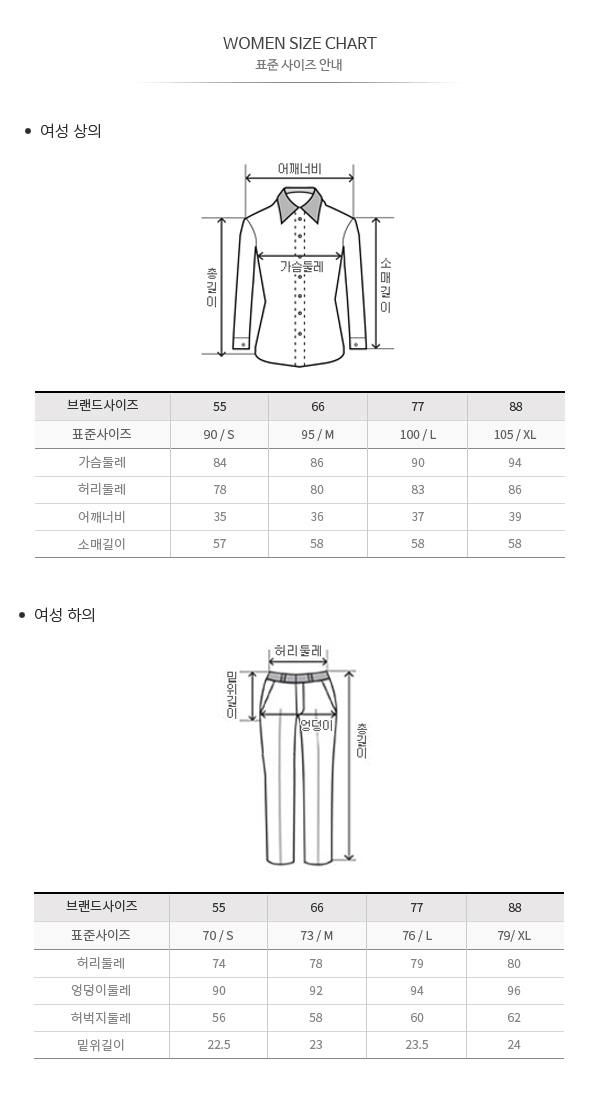 WOMEN SIZE CHART
표준 사이즈 안내
• 여성 상의
어깨너비
가슴둘레
총길이
소매길이
브랜드사이즈 55 66 77 88
표준사이즈 90 / S 95 / M 100 / L 105 / XL
가슴둘레 84 86 90 94
허리둘레 78 80 83 86
어깨너비 35 36 37 39
소매길이 57 58 58 58
• 여성 하의
허리둘레
밑위길이
엉덩이
총길이
브랜드사이즈 55 66 77 88
표준사이즈 70 / S 73 / M 76 / L 79/ XL
허리둘레 74 78 79 80
엉덩이둘레 90 92 94 96
허벅지둘레 56 58 60 62
밑위길이 22.5 23 23.5 24